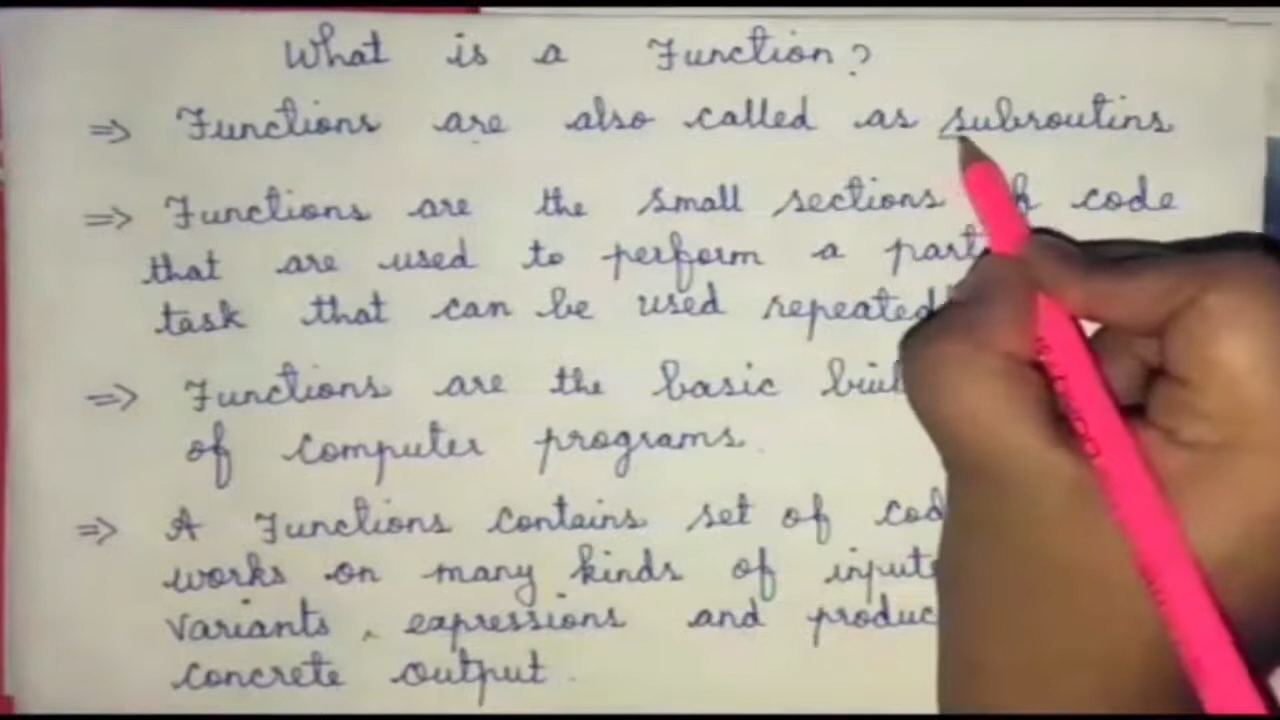 What is a Function?
⇒ Functions are also called as subroutins
⇒ Functions are the small sections of code
that are used to perform a
task that can be used
⇒ Functions are the basic
of computer programs.
⇒ A Functions contains set of
works on many kinds of
variants, expressions and
concrete output.